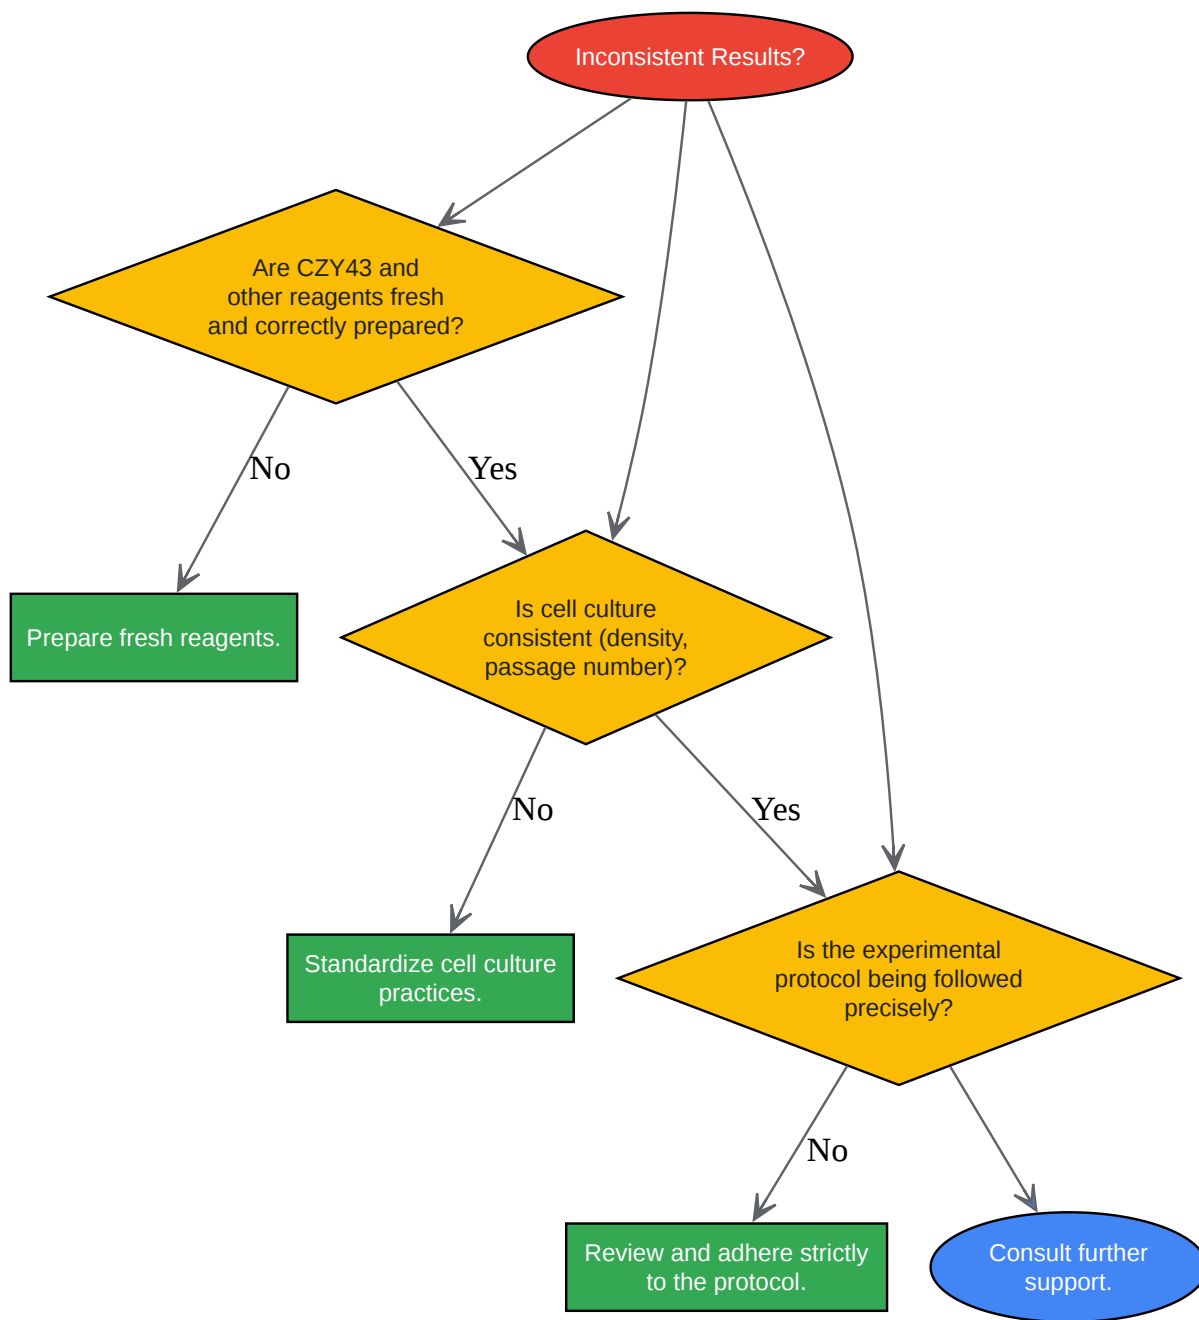 Inconsistent Results?
Are CZY43 and
other reagents fresh
and correctly prepared?
No
Yes
Prepare fresh reagents.
Is cell culture
consistent (density,
passage number)?
No
Yes
Standardize cell culture
practices.
Is the experimental
protocol being followed
precisely?
No
Review and adhere strictly
to the protocol.
Consult further
support.